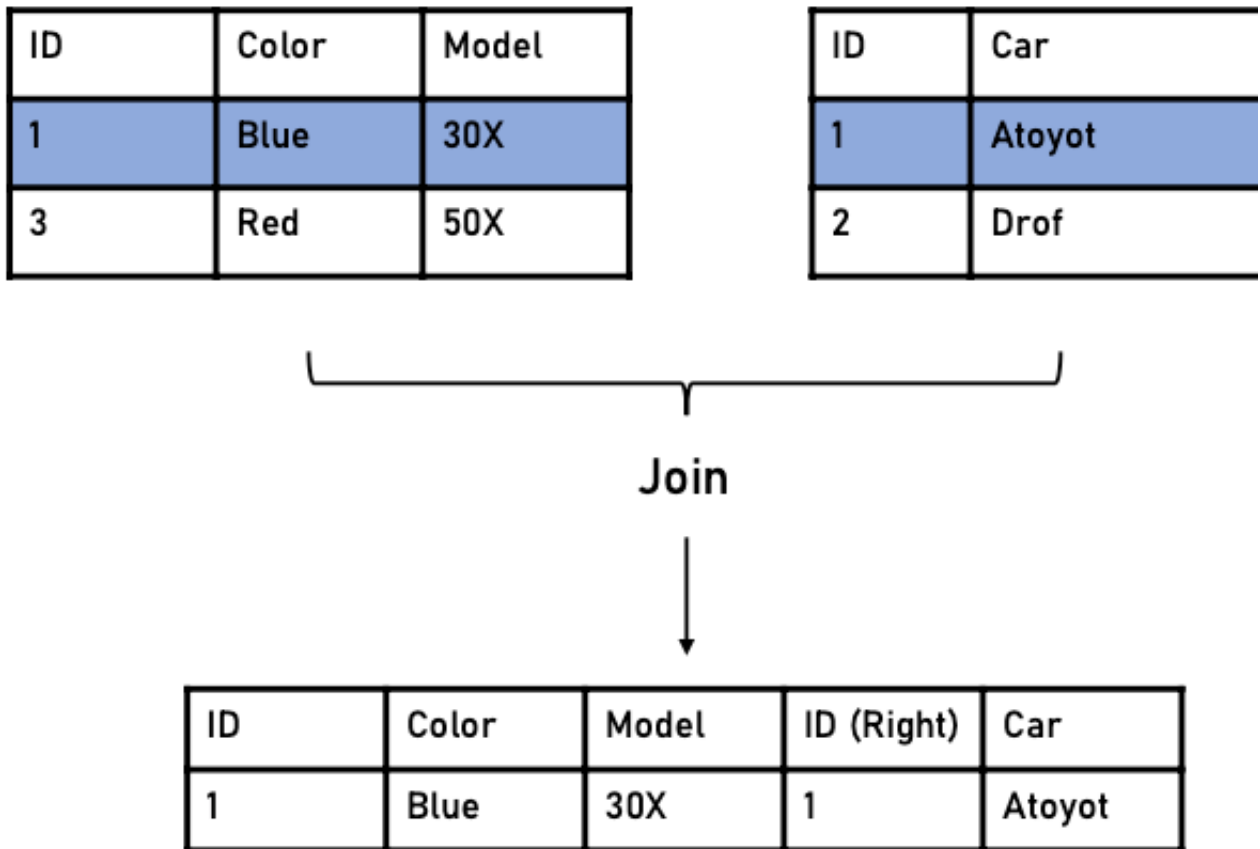 ID Color Model ID Car
1 Blue 30X 1 Atoyot
3 Red 50X 2 Drof
Join
ID Color Model ID (Right) Car
1 Blue 30X 1 Atoyot